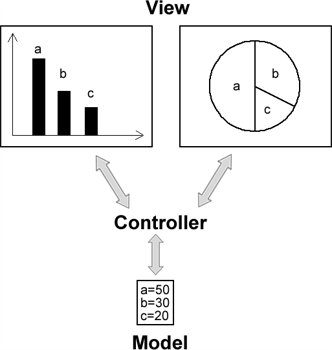 View
a
b
c
a
b
c
Controller
a=50
b=30
c=20
Model